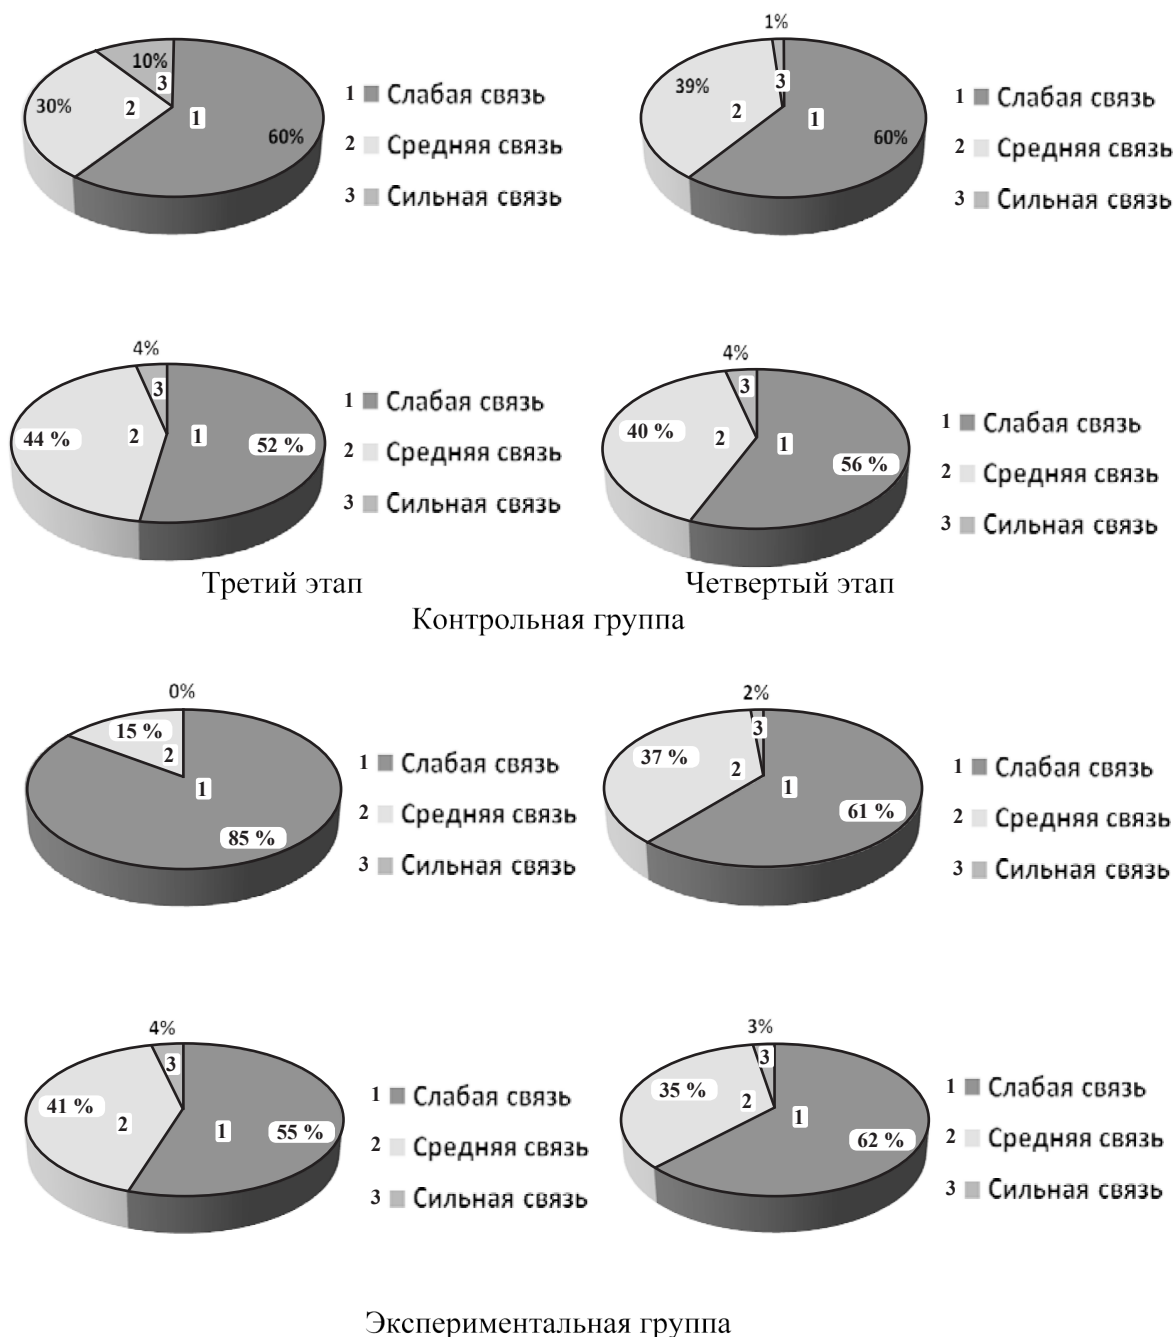 10%
3
30%
2
1
60%
1 Слабая связь
2 Средняя связь
3 Сильная связь
1%
3
39%
2
1
60%
1 Слабая связь
2 Средняя связь
3 Сильная связь
4%
3
44 %
2
1
52 %
1 Слабая связь
2 Средняя связь
3 Сильная связь
Третий этап
4%
3
40 %
2
1
56 %
1 Слабая связь
2 Средняя связь
3 Сильная связь
Четвертый этап
Контрольная группа
0%
15 %
2
1
85 %
1 Слабая связь
2 Средняя связь
3 Сильная связь
2%
3
37 %
2
1
61 %
1 Слабая связь
2 Средняя связь
3 Сильная связь
4%
3
41 %
2
1
55 %
1 Слабая связь
2 Средняя связь
3 Сильная связь
3%
3
35 %
2
1
62 %
1 Слабая связь
2 Средняя связь
3 Сильная связь
Экспериментальная группа